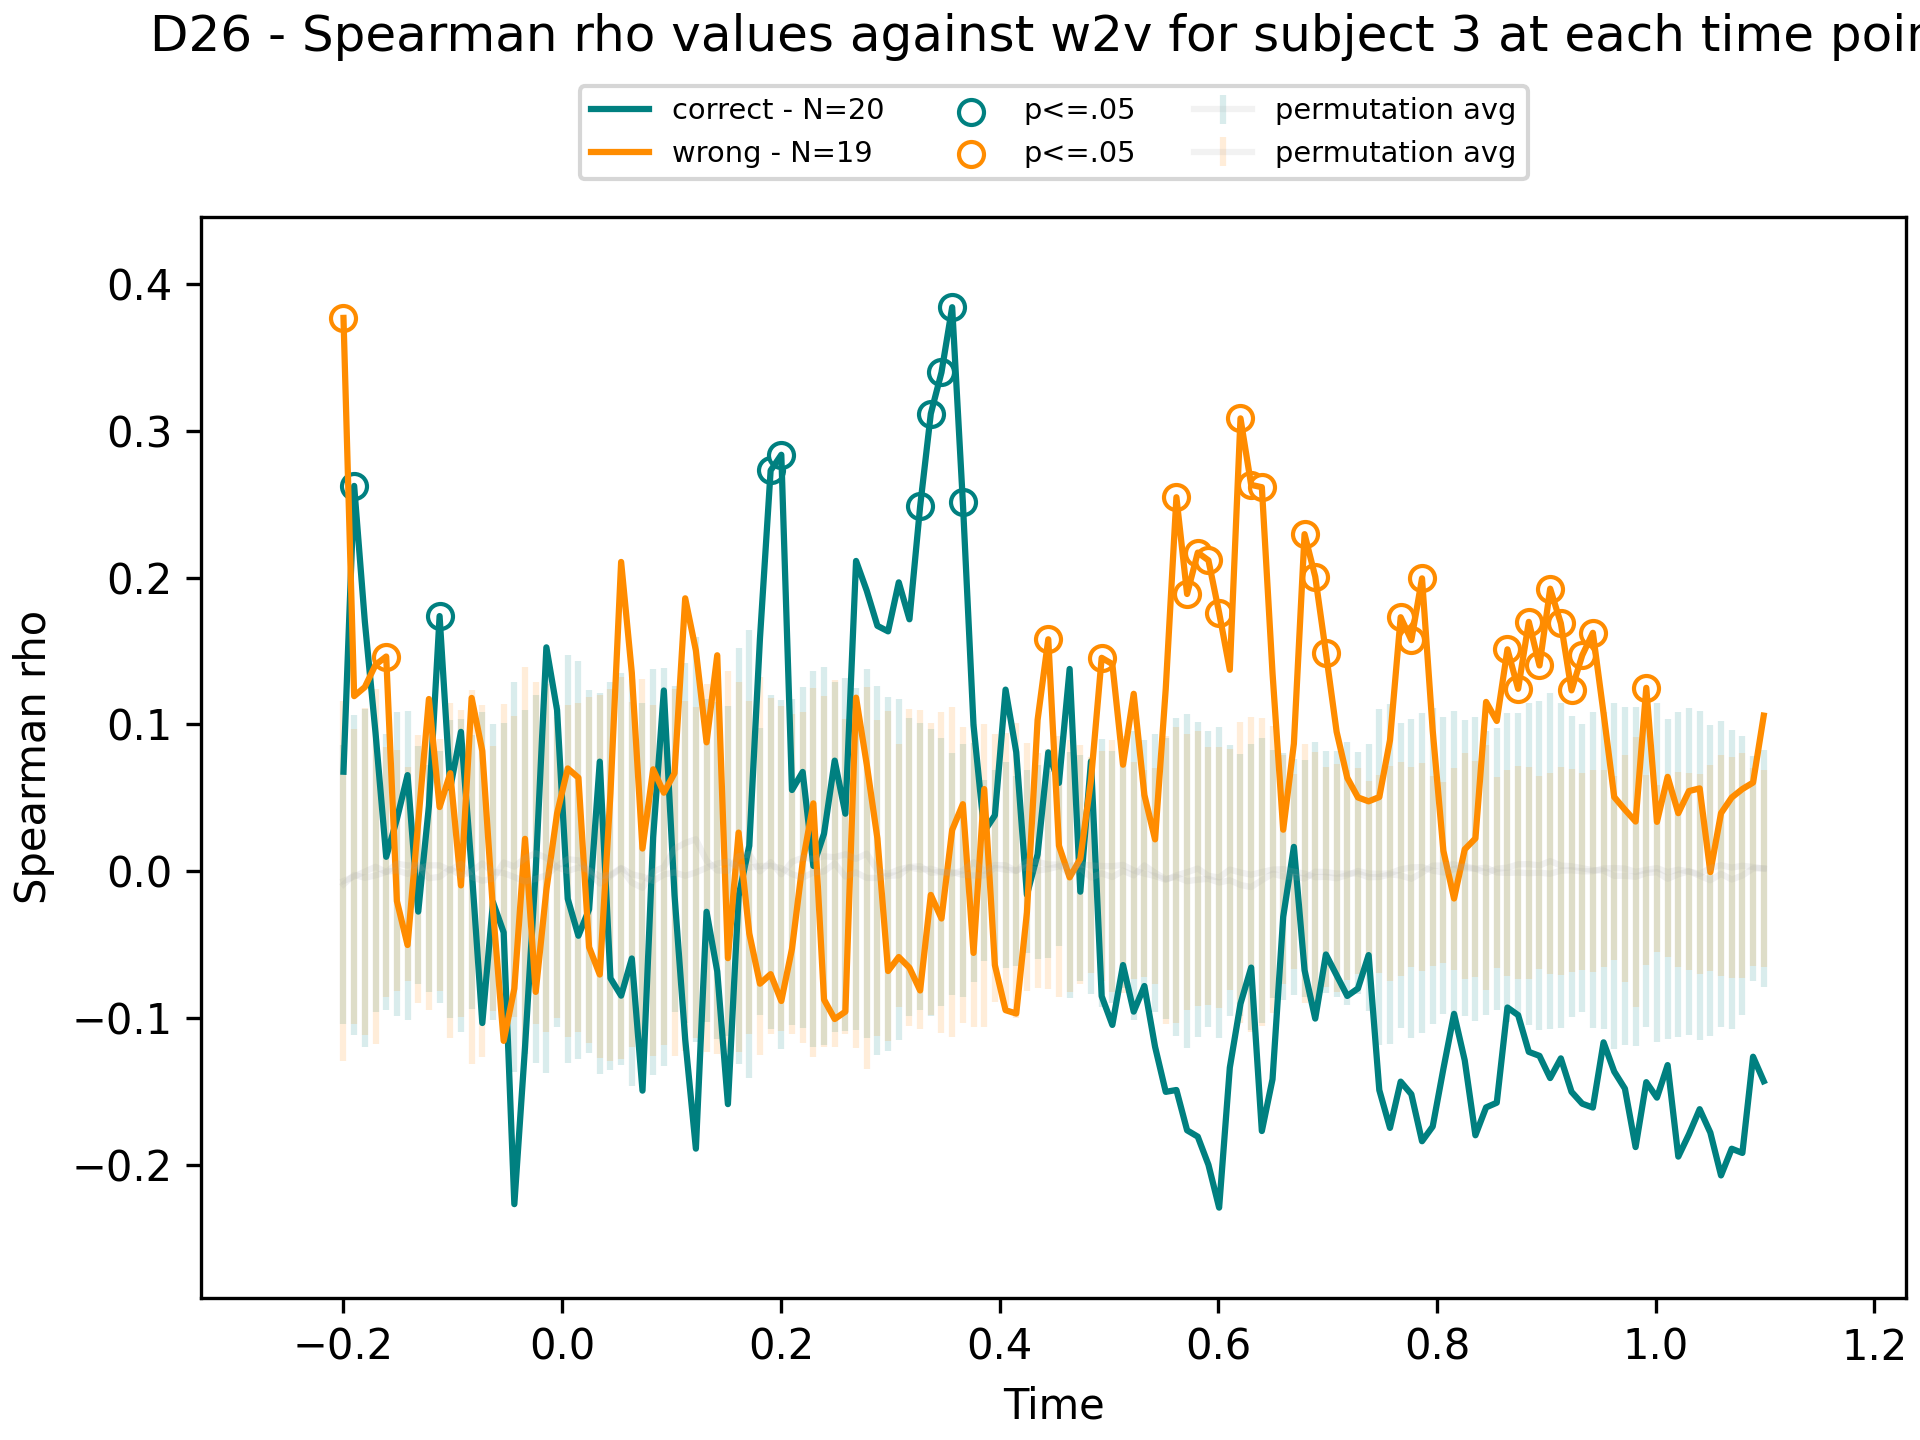 D26 - Spearman rho values against w2v for subject 3 at each time poi
correct - N=20
wrong - N=19
p<=.05
p<=.05
permutation avg
permutation avg
Spearman rho
0.4
0.3
0.2
0.1
0.0
−0.1
−0.2
−0.2
0.0
0.2
0.4
0.6
0.8
1.0
1.2
Time